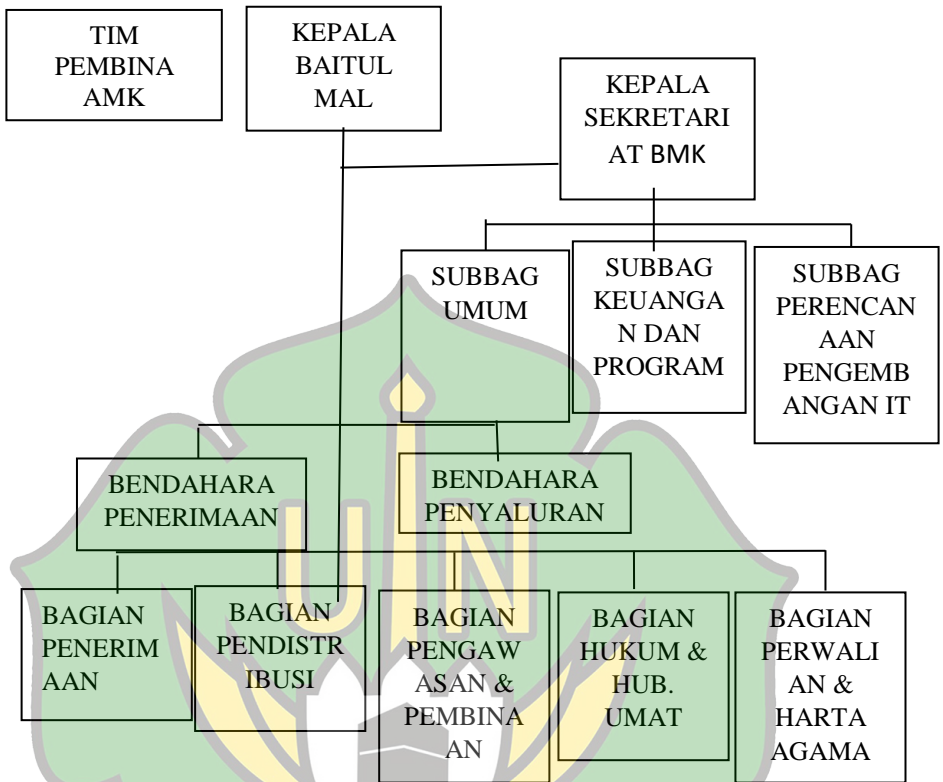 TIM
PEMBINA
AMK
KEPALA
BAITUL
MAL
KEPALA
SEKRETARI
AT BMK
SUBBAG
UMUM
SUBBAG
KEUANGA
N DAN
PROGRAM
SUBBAG
PERENCAN
AAN
PENGEMB
ANGAN IT
BENDAHARA
PENERIMAAN
BENDAHARA
PENYALURAN
BAGIAN
PENERIM
AAN
BAGIAN
PENDISTR
IBUSI
BAGIAN
PENGAW
ASAN &
PEMBINA
AN
BAGIAN
HUKUM &
HUB.
UMAT
BAGIAN
PERWALI
AN &
HARTA
AGAMA
UIN